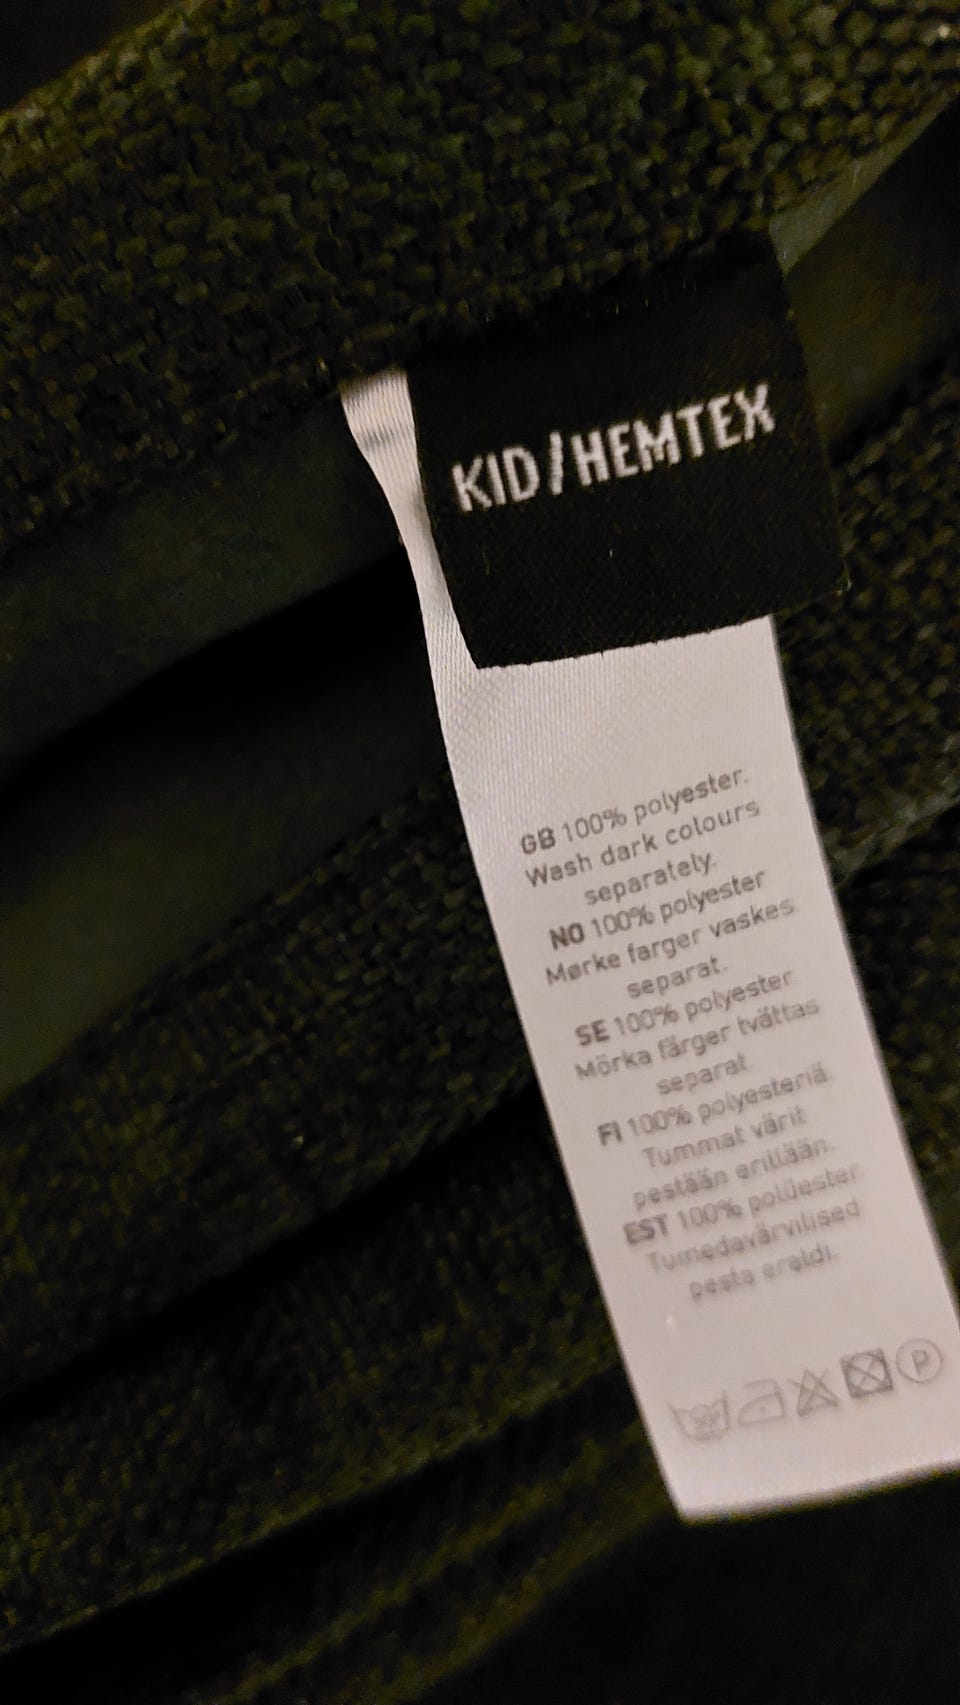 KID/HEMTEX
GB 100% polyester.
Wash dark colours
separately.
NO 100% polyester
Mørke farger vaskes
separat.
SE 100% polyester.
Mörka färger tvättas
separat.
FI 100% polyesteriä.
Tummat värit
pestään erillään.
EST 100% polüester.
Tumedavärvilised
pesta eraldi.
P